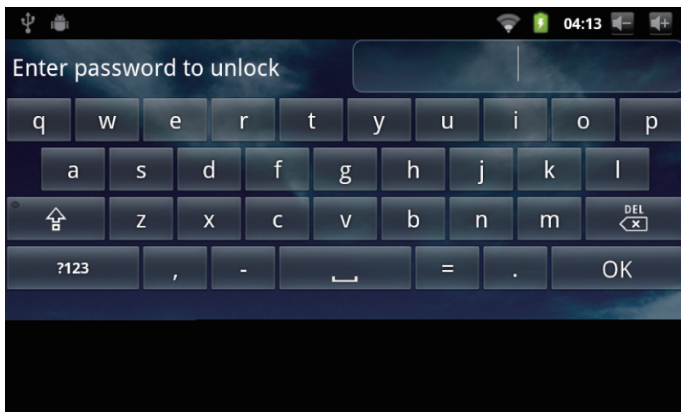 04:13
Enter password to unlock
q w e r t y u i o p
a s d f g h j k l
z x c v b n m DEL
?123 , - = . OK